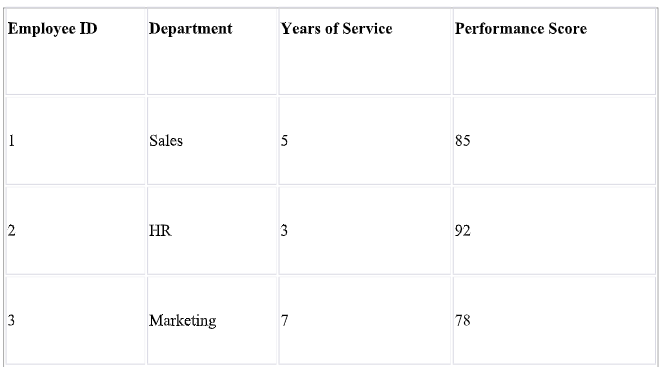 Employee ID Department Years of Service Performance Score
1 Sales 5 85
2 HR 3 92
3 Marketing 7 78